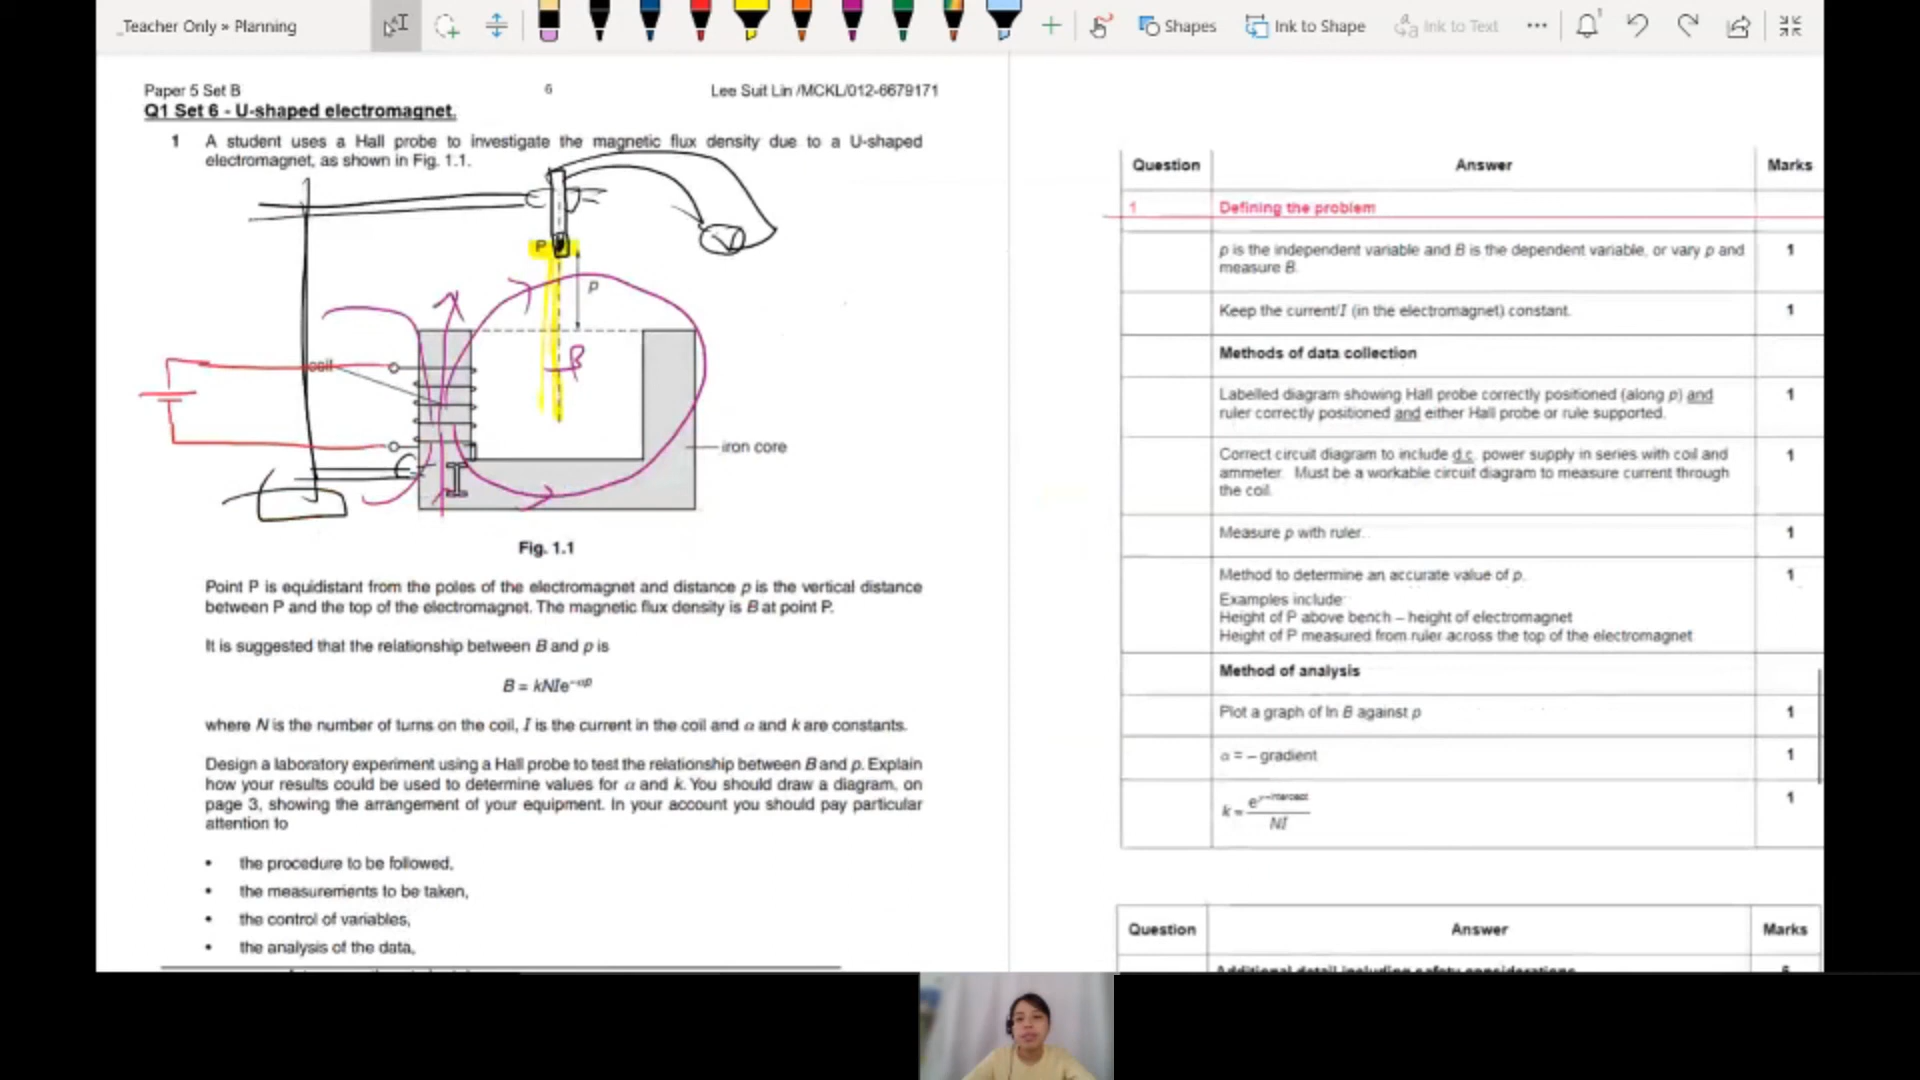 _Teacher Only » Planning
Shapes
Ink to Shape
Ink to Text
Paper 5 Set B
6
Lee Suit Lin /MCKL/012-6679171
Q1 Set 6 - U-shaped electromagnet.
1 A student uses a Hall probe to investigate the magnetic flux density due to a U-shaped
electromagnet, as shown in Fig. 1.1.
P
p
B
coil
iron core
Fig. 1.1
Point P is equidistant from the poles of the electromagnet and distance p is the vertical distance
between P and the top of the electromagnet. The magnetic flux density is B at point P.
It is suggested that the relationship between B and p is
B = kNIe^–αp
where N is the number of turns on the coil, I is the current in the coil and α and k are constants.
Design a laboratory experiment using a Hall probe to test the relationship between B and p. Explain
how your results could be used to determine values for α and k. You should draw a diagram, on
page 3, showing the arrangement of your equipment. In your account you should pay particular
attention to
• the procedure to be followed,
• the measurements to be taken,
• the control of variables,
• the analysis of the data,
Question Answer Marks
1 Defining the problem
p is the independent variable and B is the dependent variable, or vary p and
measure B. 1
Keep the current/I (in the electromagnet) constant. 1
Methods of data collection
Labelled diagram showing Hall probe correctly positioned (along p) and
ruler correctly positioned and either Hall probe or rule supported. 1
Correct circuit diagram to include d.c. power supply in series with coil and
ammeter. Must be a workable circuit diagram to measure current through
the coil. 1
Measure p with ruler. 1
Method to determine an accurate value of p. 1
Examples include:
Height of P above bench – height of electromagnet
Height of P measured from ruler across the top of the electromagnet
Method of analysis
Plot a graph of ln B against p 1
α = – gradient 1
k = e^y-intercept / NI 1
Question Answer Marks
Additional detail including safety considerations